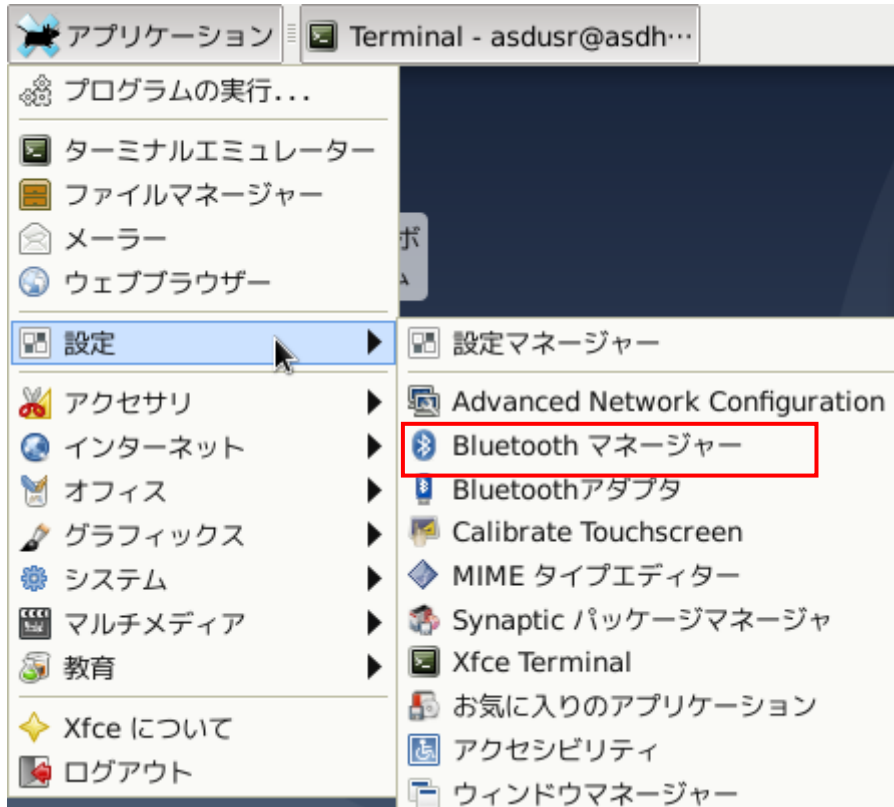 アプリケーション
Terminal - asdusr@asdh…
プログラムの実行...
ターミナルエミュレーター
ファイルマネージャー
メーラー
ウェブブラウザー
設定
アクセサリ
インターネット
オフィス
グラフィックス
システム
マルチメディア
教育
Xfce について
ログアウト
ボ
設定マネージャー
Advanced Network Configuration
Bluetooth マネージャー
Bluetoothアダプタ
Calibrate Touchscreen
MIME タイプエディター
Synaptic パッケージマネージャ
Xfce Terminal
お気に入りのアプリケーション
アクセシビリティ
ウィンドウマネージャー